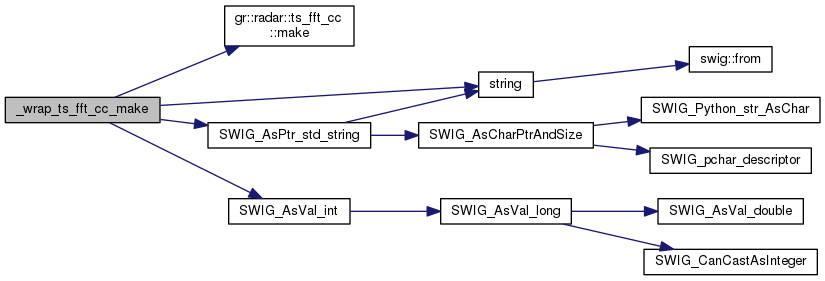 gr::radar::ts_fft_cc
::make
swig::from
string
_wrap_ts_fft_cc_make
SWIG_Python_str_AsChar
SWIG_AsPtr_std_string
SWIG_AsCharPtrAndSize
SWIG_pchar_descriptor
SWIG_AsVal_int
SWIG_AsVal_long
SWIG_AsVal_double
SWIG_CanCastAsInteger